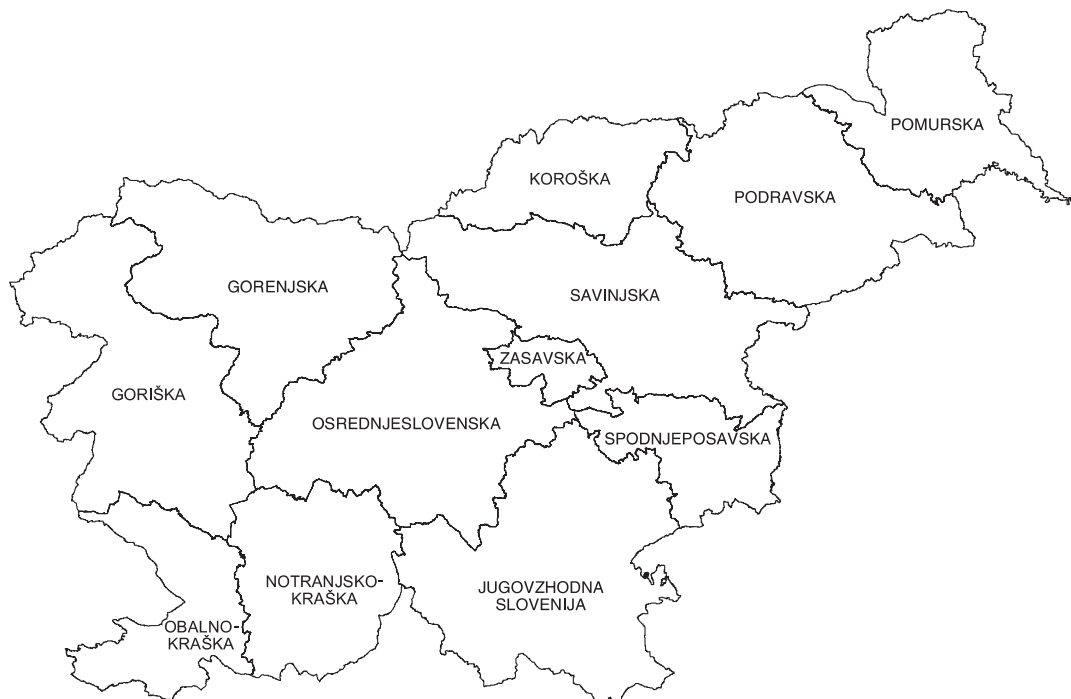 POMURSKA
KOROŠKA
PODRAVSKA
GORENJSKA
SAVINJSKA
ZASAVSKA
GORIŠKA
OSREDNJESLOVENSKA
SPODNJEPOSAVSKA
NOTRANJSKO-
KRAŠKA
JUGOVZHODNA
SLOVENIJA
OBALNO-
KRAŠKA